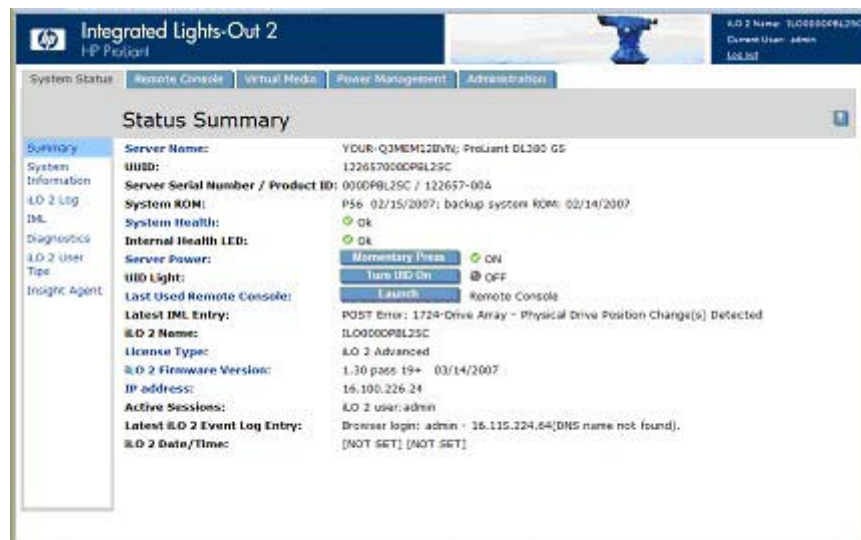 hp
Integrated Lights-Out 2
HP Proliant
iLO 2 Name:
Current User: admin
Log out
System Status
Remote Console
Virtual Media
Power Management
Administration
Status Summary
?
Summary
System Information
iLO 2 Log
IML
Diagnostics
iLO 2 User Tips
Insight Agent
Server Name: YOUR-Q3MEM12BVN; ProLiant DL380 G5
UUID: 122657000DPBL2SC
Server Serial Number / Product ID: 000DPBL2SC / 122657-00A
System ROM: P56 02/15/2007; backup system ROM: 02/14/2007
System Health: Ok
Internal Health LED: Ok
Server Power: Momentary Press ON
UID Light: Turn UID On OFF
Last Used Remote Console: Launch Remote Console
Latest IML Entry: POST Error: 1724-Drive Array - Physical Drive Position Change(s) Detected
iLO 2 Name: ILO000DPBL2SC
License Type: iLO 2 Advanced
iLO 2 Firmware Version: 1.30 pass 19+ 03/14/2007
IP address: 16.100.226.24
Active Sessions: iLO 2 user:admin
Latest iLO 2 Event Log Entry: Browser login: admin - 16.115.224.64(DNS name not found).
iLO 2 Date/Time: [NOT SET] [NOT SET]